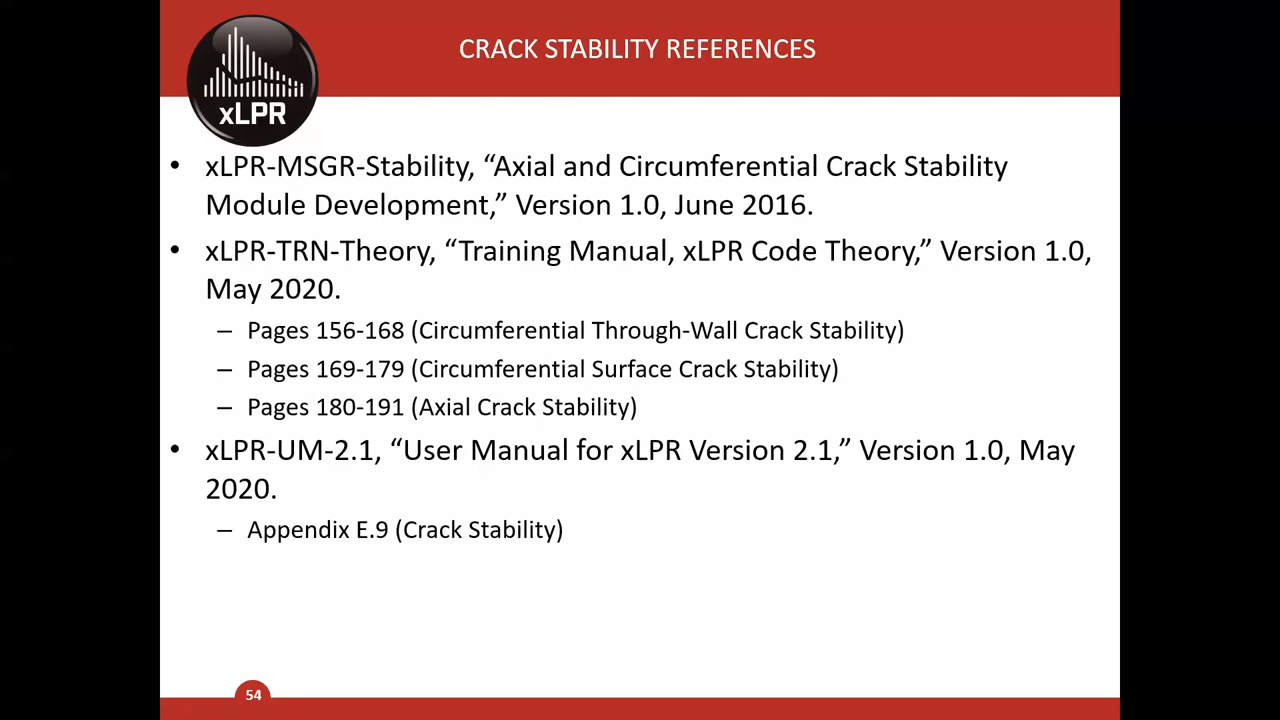 CRACK STABILITY REFERENCES
xLPR
• xLPR-MSGR-Stability, “Axial and Circumferential Crack Stability
Module Development,” Version 1.0, June 2016.
• xLPR-TRN-Theory, “Training Manual, xLPR Code Theory,” Version 1.0,
May 2020.
– Pages 156-168 (Circumferential Through-Wall Crack Stability)
– Pages 169-179 (Circumferential Surface Crack Stability)
– Pages 180-191 (Axial Crack Stability)
• xLPR-UM-2.1, “User Manual for xLPR Version 2.1,” Version 1.0, May
2020.
– Appendix E.9 (Crack Stability)
54